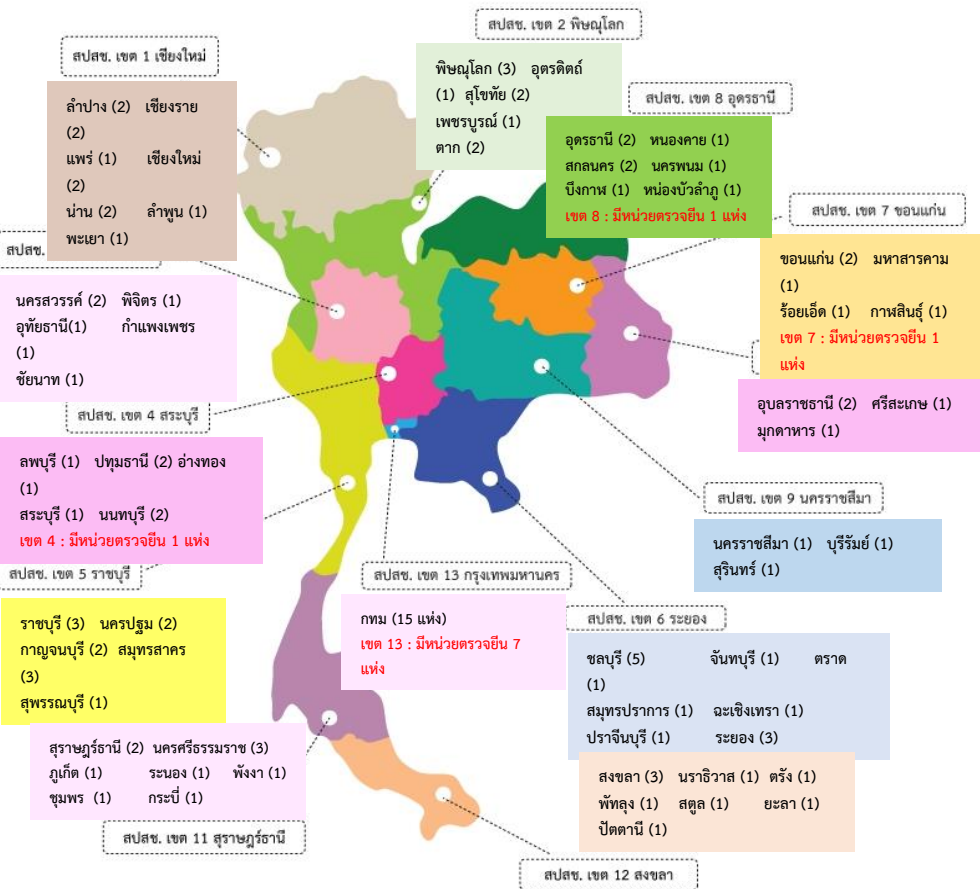 สปสช. เขต 2 พิษณุโลก
สปสช. เขต 1 เชียงใหม่
พิษณุโลก (3) อุตรดิตถ์
(1) สุโขทัย (2)
เพชรบูรณ์ (1)
ตาก (2)
สปสช. เขต 8 อุดรธานี
ลำปาง (2) เชียงราย
(2)
แพร่ (1) เชียงใหม่
(2)
น่าน (2) ลำพูน (1)
พะเยา (1)
อุดรธานี (2) หนองคาย (1)
สกลนคร (2) นครพนม (1)
บึงกาฬ (1) หน่องบัวลำภู (1)
เขต 8 : มีหน่วยตรวจยีน 1 แห่ง
สปสช. เขต 7 ขอนแก่น
สปสช.
ขอนแก่น (2) มหาสารคาม
(1)
ร้อยเอ็ด (1) กาฬสินธุ์ (1)
เขต 7 : มีหน่วยตรวจยีน 1
แห่ง
นครสวรรค์ (2) พิจิตร (1)
อุทัยธานี(1) กำแพงเพชร
(1)
ชัยนาท (1)
อุบลราชธานี (2) ศรีสะเกษ (1)
มุกดาหาร (1)
สปสช. เขต 4 สระบุรี
ลพบุรี (1) ปทุมธานี (2) อ่างทอง
(1)
สระบุรี (1) นนทบุรี (2)
เขต 4 : มีหน่วยตรวจยีน 1 แห่ง
สปสช. เขต 9 นครราชสีมา
นครราชสีมา (1) บุรีรัมย์ (1)
สุรินทร์ (1)
สปสช. เขต 5 ราชบุรี
สปสช. เขต 13 กรุงเทพมหานคร
ราชบุรี (3) นครปฐม (2)
กาญจนบุรี (2) สมุทรสาคร
(3)
สุพรรณบุรี (1)
กทม (15 แห่ง)
เขต 13 : มีหน่วยตรวจยีน 7
แห่ง
สปสช. เขต 6 ระยอง
ชลบุรี (5) จันทบุรี (1) ตราด
(1)
สมุทรปราการ (1) ฉะเชิงเทรา (1)
ปราจีนบุรี (1) ระยอง (3)
สุราษฎร์ธานี (2) นครศรีธรรมราช (3)
ภูเก็ต (1) ระนอง (1) พังงา (1)
ชุมพร (1) กระบี่ (1)
สปสช. เขต 11 สุราษฎร์ธานี
สงขลา (3) นราธิวาส (1) ตรัง (1)
พัทลุง (1) สตูล (1) ยะลา (1)
ปัตตานี (1)
สปสช. เขต 12 สงขลา